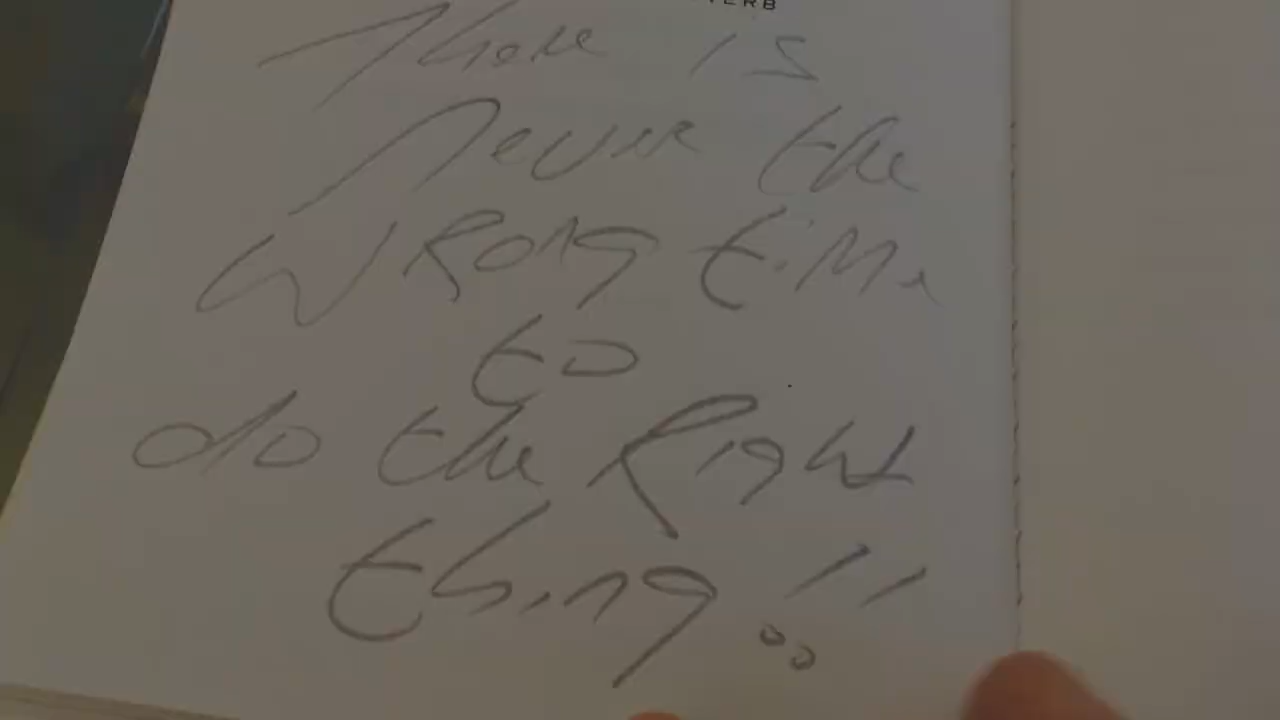 There is
never the
wrong time
to
do the Right
thing!!